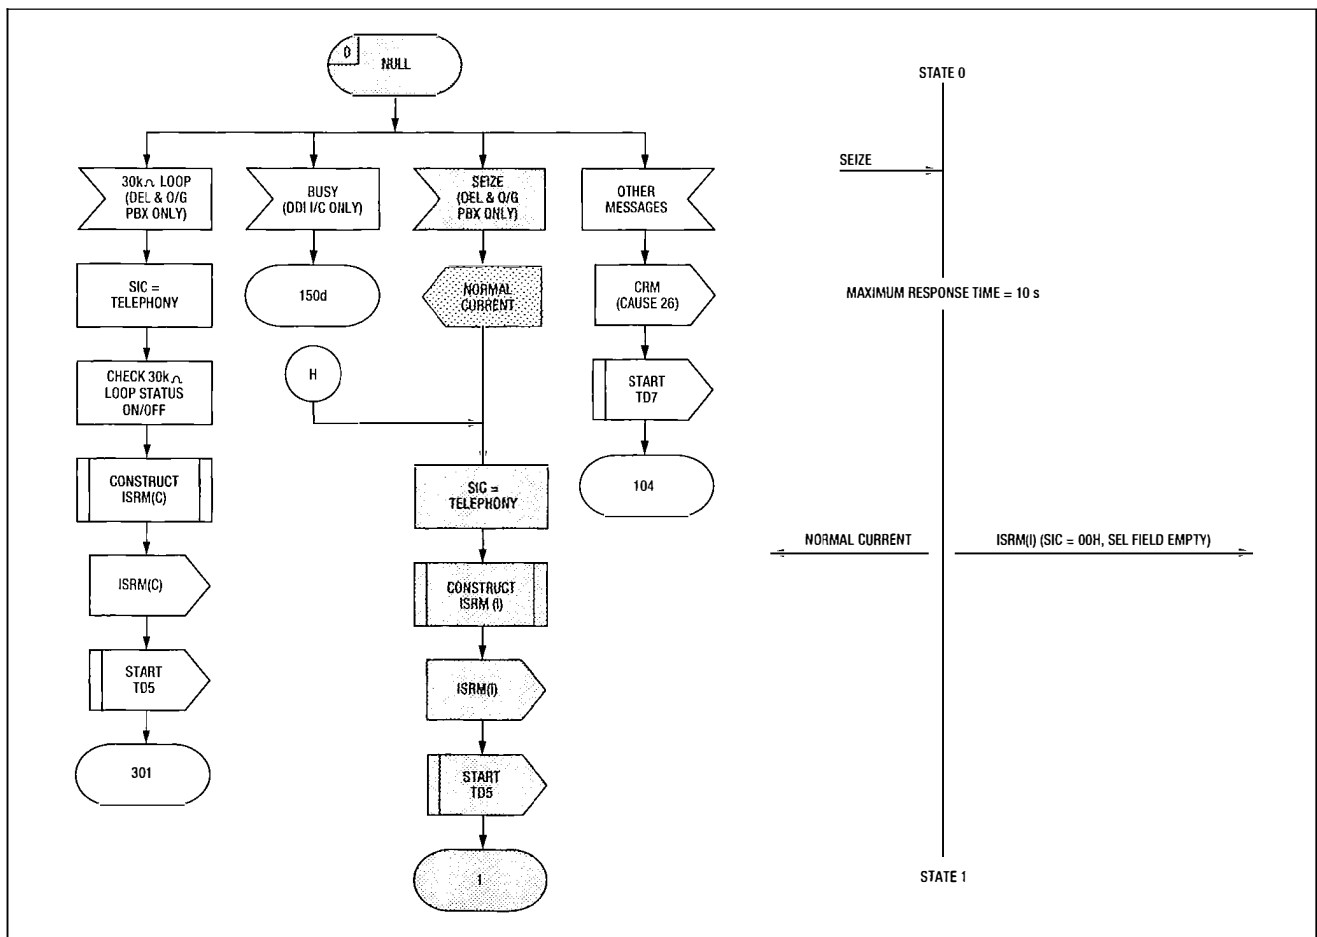 0
NULL
30kΩ LOOP
(DEL & O/G
PBX ONLY)
BUSY
(DDI I/C ONLY)
SEIZE
(DEL & O/G
PBX ONLY)
OTHER
MESSAGES
SIC =
TELEPHONY
150d
NORMAL
CURRENT
CRM
(CAUSE 26)
CHECK 30kΩ
LOOP STATUS
ON/OFF
H
START
TD7
CONSTRUCT
ISRM(C)
SIC =
TELEPHONY
104
ISRM(C)
CONSTRUCT
ISRM (I)
START
TD5
ISRM(I)
301
START
TD5
1
STATE 0
SEIZE
MAXIMUM RESPONSE TIME = 10 s
NORMAL CURRENT
ISRM(I) (SIC = 00H, SEL FIELD EMPTY)
STATE 1